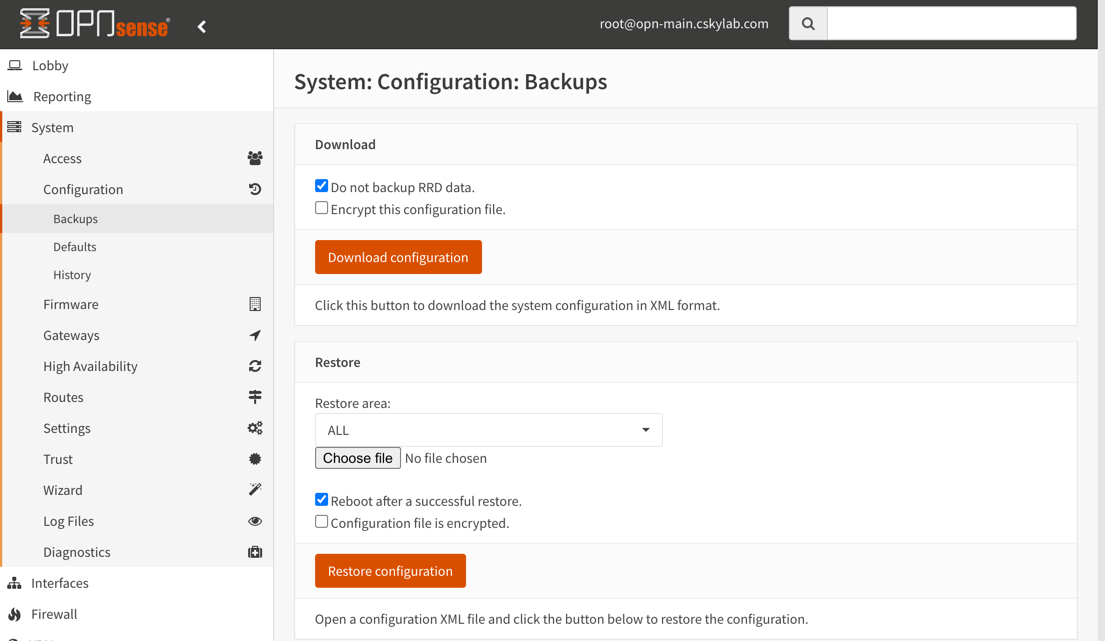 OPNsense®
root@opn-main.cskylab.com
Lobby
Reporting
System
Access
Configuration
Backups
Defaults
History
Firmware
Gateways
High Availability
Routes
Settings
Trust
Wizard
Log Files
Diagnostics
Interfaces
Firewall
System: Configuration: Backups
Download
Do not backup RRD data.
Encrypt this configuration file.
Download configuration
Click this button to download the system configuration in XML format.
Restore
Restore area:
ALL
Choose file No file chosen
Reboot after a successful restore.
Configuration file is encrypted.
Restore configuration
Open a configuration XML file and click the button below to restore the configuration.